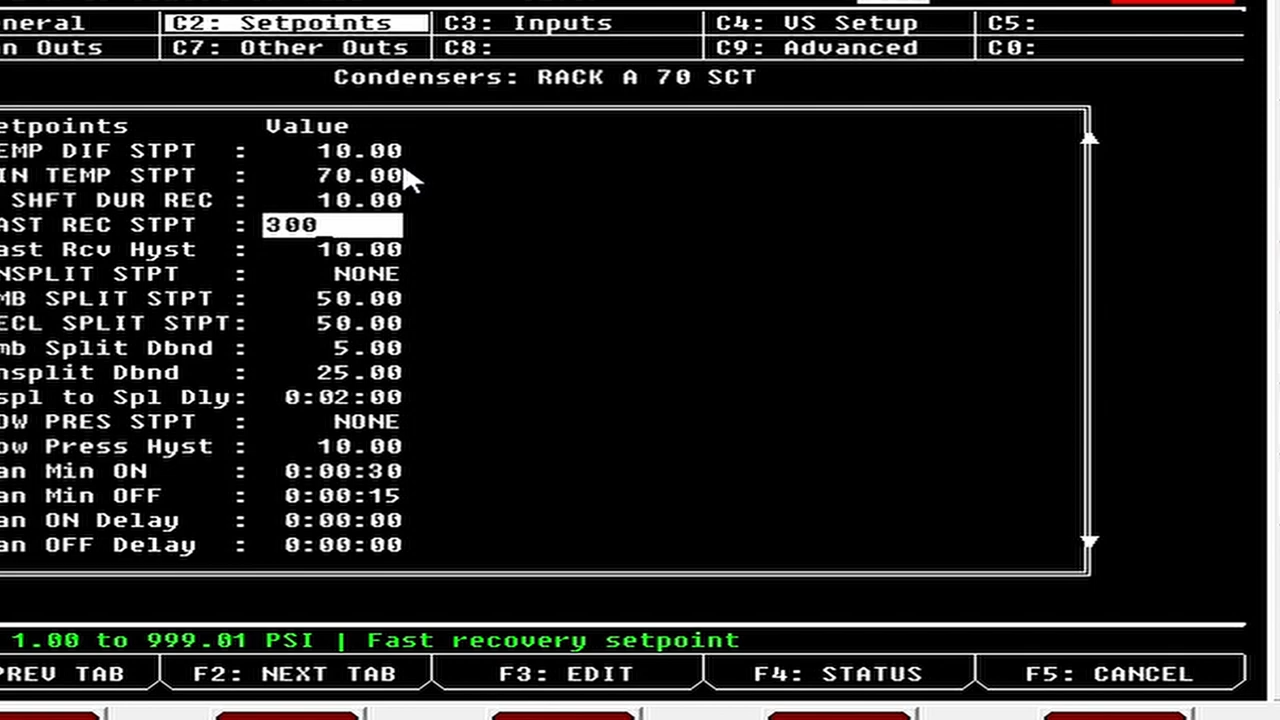 neral C2: Setpoints C3: Inputs C4: VS Setup C5:
n Outs C7: Other Outs C8: C9: Advanced C0:
Condensers: RACK A 70 SCT
etpoints Value
EMP DIF STPT : 10.00
IN TEMP STPT : 70.00
SHFT DUR REC : 10.00
AST REC STPT : 300_
ast Rcv Hyst : 10.00
NSPLIT STPT : NONE
MB SPLIT STPT : 50.00
ECL SPLIT STPT: 50.00
mb Split Dbnd : 5.00
nsplit Dbnd : 25.00
spl to Spl Dly: 0:02:00
OW PRES STPT : NONE
ow Press Hyst : 10.00
an Min ON : 0:00:30
an Min OFF : 0:00:15
an ON Delay : 0:00:00
an OFF Delay : 0:00:00
1.00 to 999.01 PSI | Fast recovery setpoint
PREV TAB F2: NEXT TAB F3: EDIT F4: STATUS F5: CANCEL